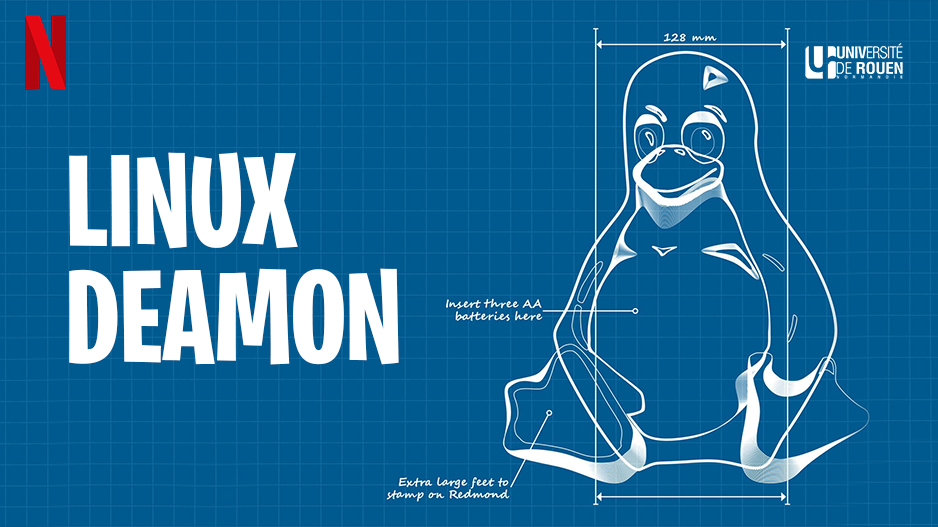 N
128 mm
UNIVERSITÉ
DE ROUEN
NORMANDIE
LINUX
DEAMON
Insert three AA
batteries here
Extra large feet to
stamp on Redmond